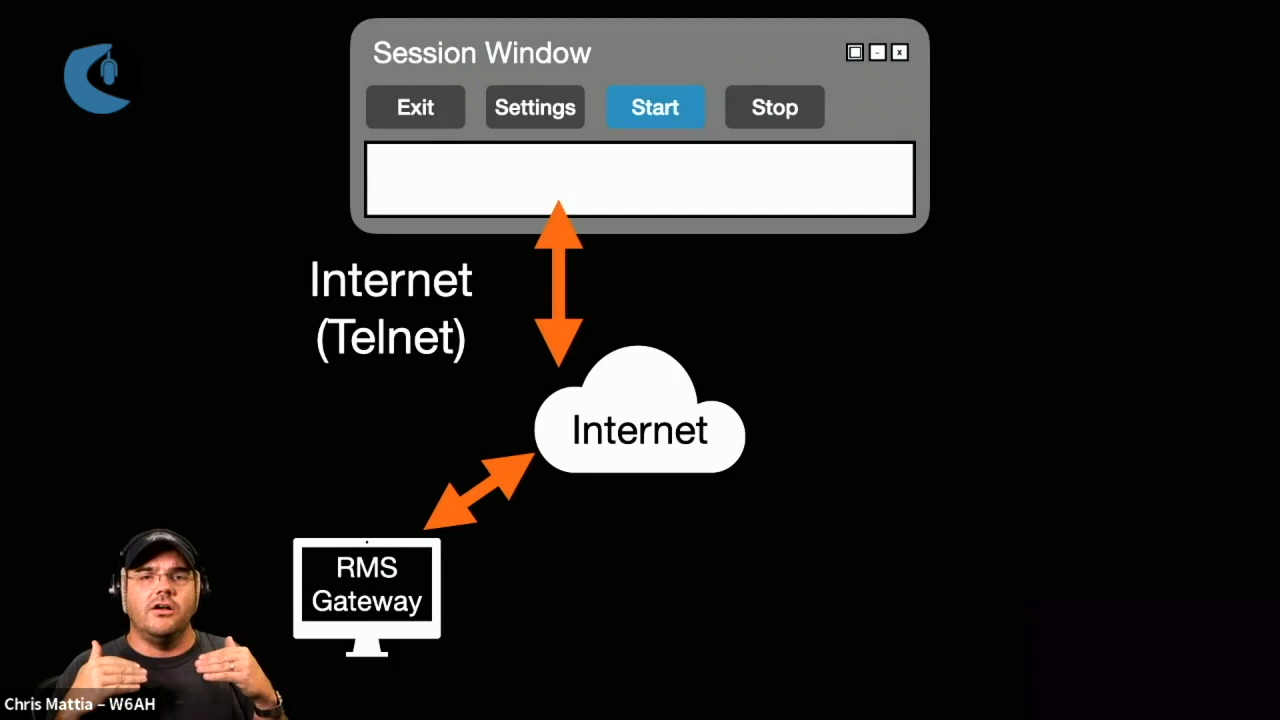 Session Window
Exit
Settings
Start
Stop
Internet
(Telnet)
Internet
RMS
Gateway
Chris Mattia – W6AH